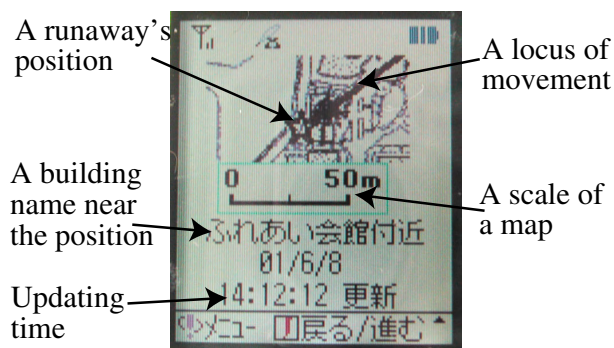 A runaway's
position
A locus of
movement
0 50m
A building
name near
the position
A scale of
a map
ふれあい会館付近
01/6/8
Updating
time
14:12:12 更新
メニュー 戻る/進む